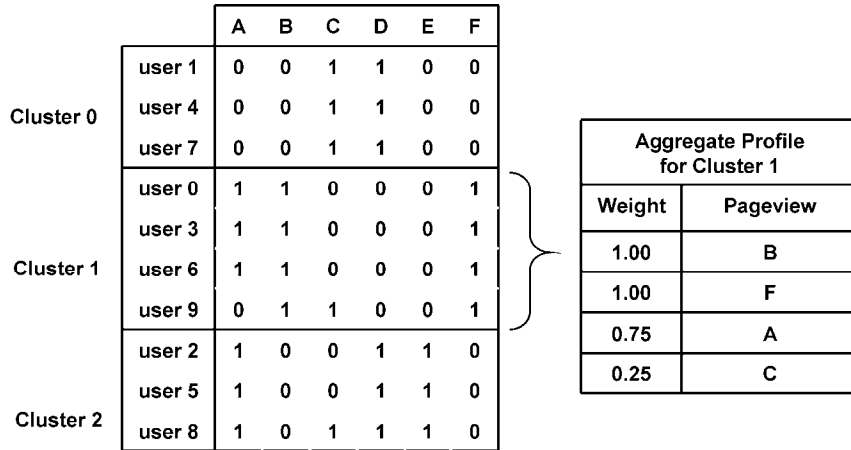 A B C D E F
Cluster 0
user 1 0 0 1 1 0 0
user 4 0 0 1 1 0 0
user 7 0 0 1 1 0 0
Cluster 1
user 0 1 1 0 0 0 1
user 3 1 1 0 0 0 1
user 6 1 1 0 0 0 1
user 9 0 1 1 0 0 1
Cluster 2
user 2 1 0 0 1 1 0
user 5 1 0 0 1 1 0
user 8 1 0 1 1 1 0
Aggregate Profile
for Cluster 1
Weight Pageview
1.00 B
1.00 F
0.75 A
0.25 C